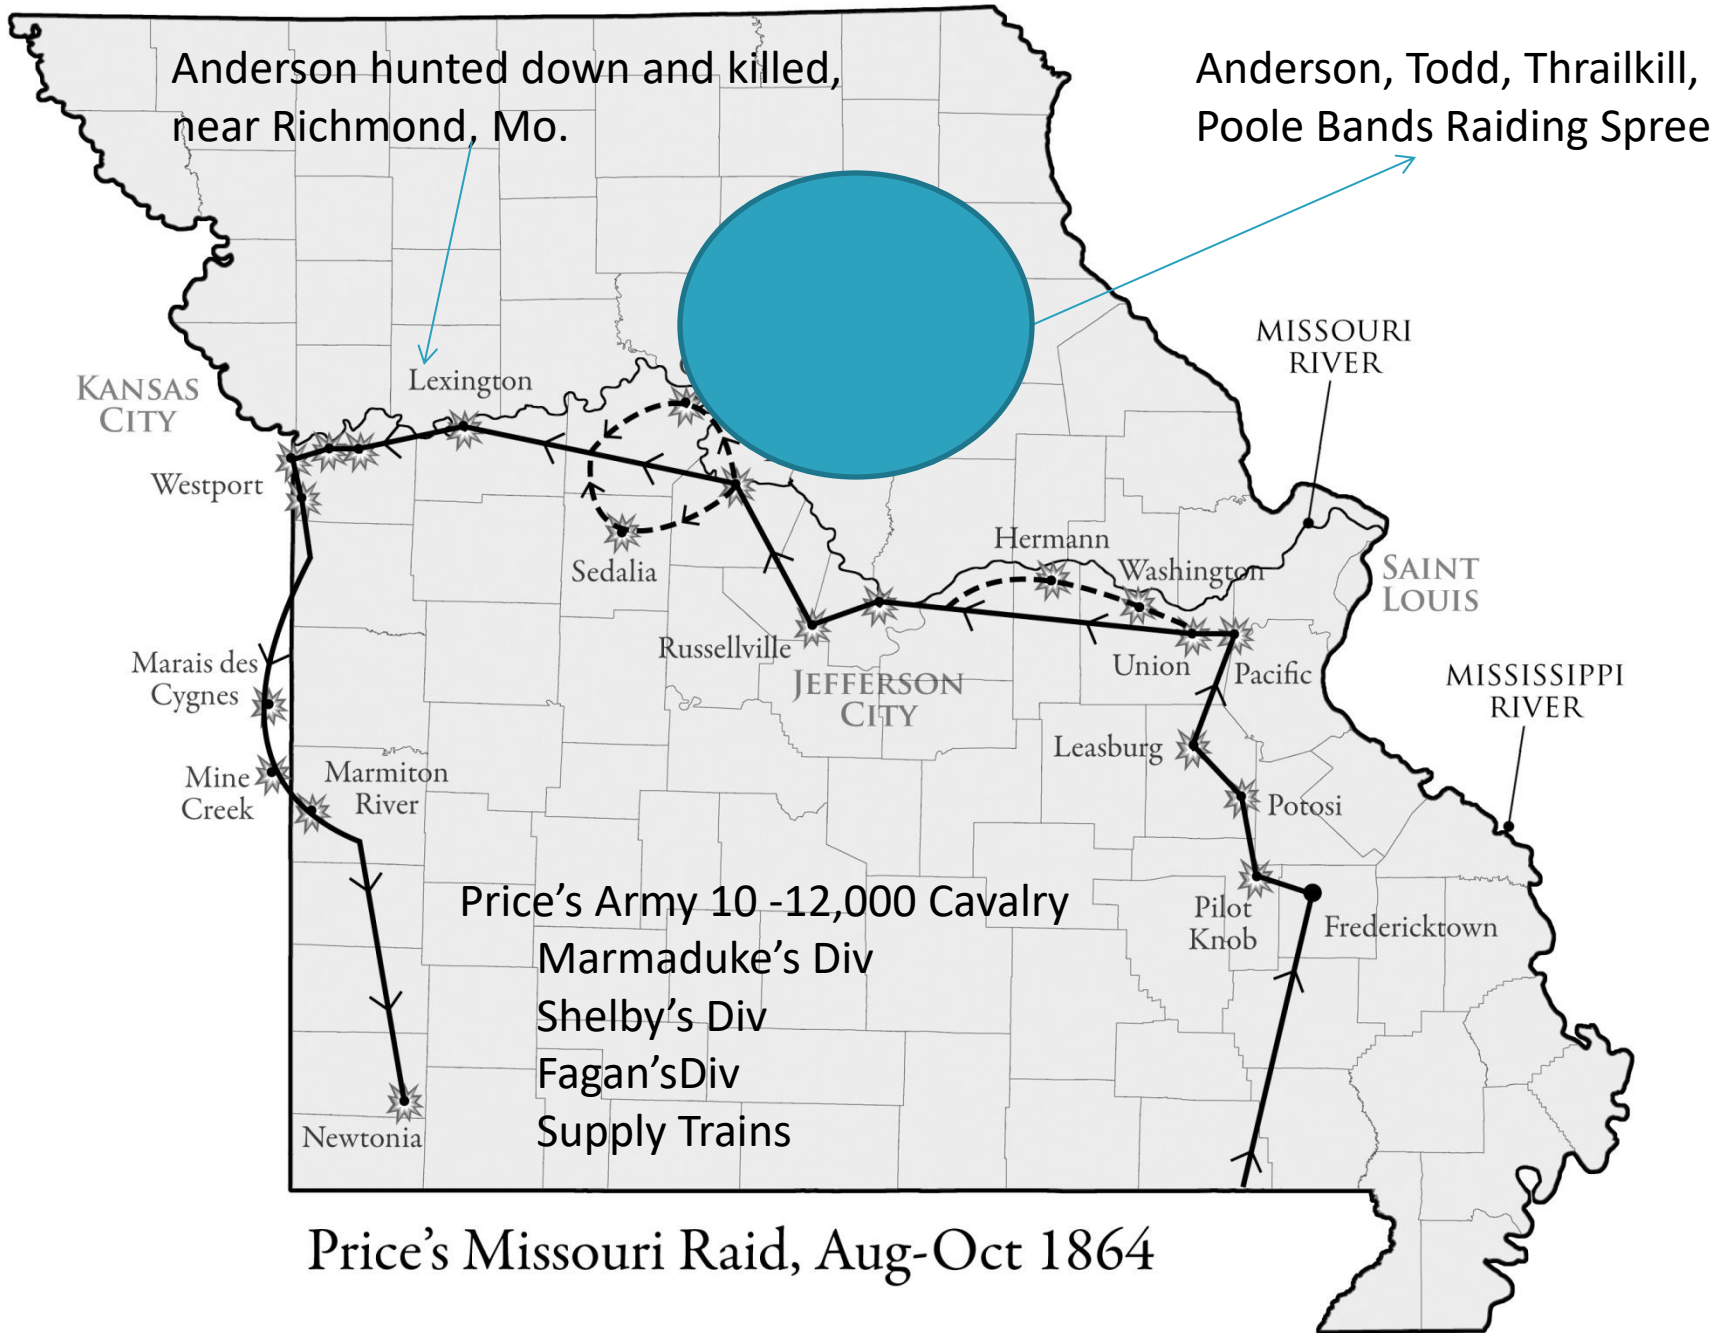 Anderson hunted down and killed,
near Richmond, Mo.
Anderson, Todd, Thrailkill,
Poole Bands Raiding Spree
MISSOURI
RIVER
KANSAS
CITY
Lexington
Westport
Sedalia
Hermann
Washington
SAINT
LOUIS
Russellville
JEFFERSON
CITY
Union
Pacific
MISSISSIPPI
RIVER
Marais des
Cygnes
Leasburg
Mine
Creek
Marmiton
River
Potosi
Price's Army 10 -12,000 Cavalry
Marmaduke's Div
Shelby's Div
Fagan'sDiv
Supply Trains
Pilot
Knob
Fredericktown
Newtonia
Price's Missouri Raid, Aug-Oct 1864